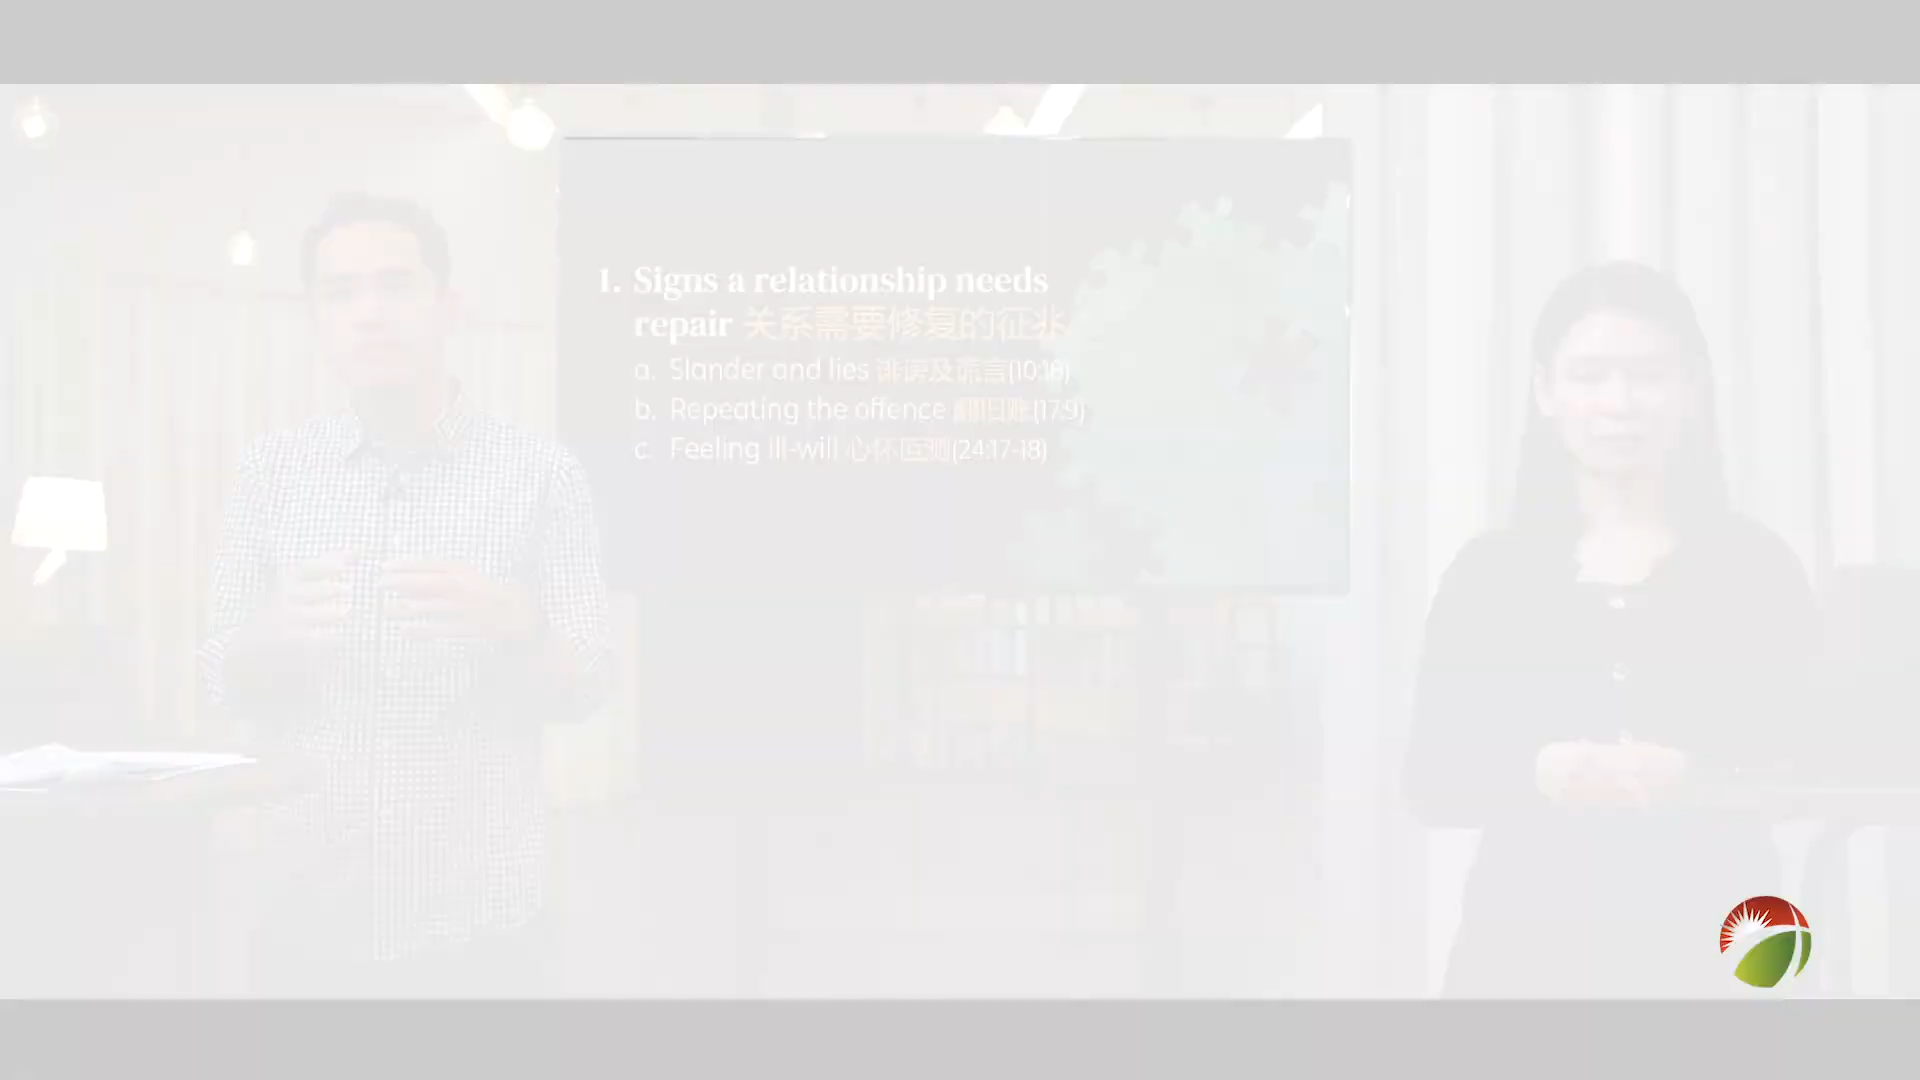 1. Signs a relationship needs
repair 关系需要修复的征兆
a. Slander and lies 诽谤及谎言(10:18)
b. Repeating the offence 翻旧账(17:9)
c. Feeling ill-will 心怀叵测(24:17-18)